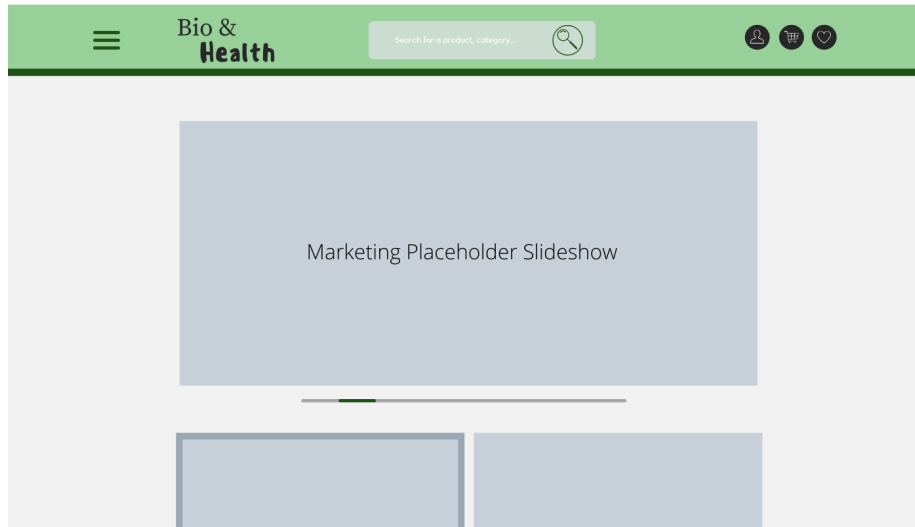 Bio &
Health
Search for a product, category...
Marketing Placeholder Slideshow